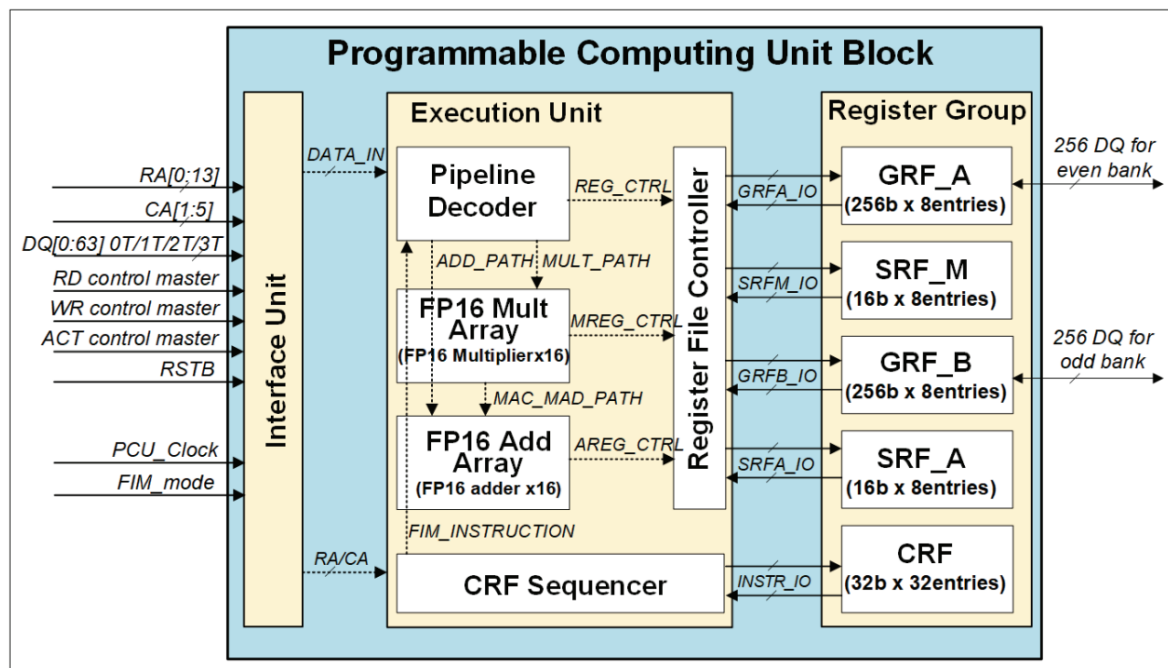 Programmable Computing Unit Block
RA[0:13]
CA[1:5]
DQ[0:63] 0T/1T/2T/3T
RD control master
WR control master
ACT control master
RSTB
PCU_Clock
FIM_mode
Interface Unit
DATA_IN
RA/CA
Execution Unit
Pipeline
Decoder
REG_CTRL
ADD_PATH
MULT_PATH
FP16 Mult
Array
(FP16 Multiplierx16)
MREG_CTRL
MAC_MAD_PATH
FP16 Add
Array
(FP16 adder x16)
AREG_CTRL
FIM_INSTRUCTION
CRF Sequencer
Register File Controller
GRFA_IO
SRFM_IO
GRFB_IO
SRFA_IO
INSTR_IO
Register Group
GRF_A
(256b x 8entries)
SRF_M
(16b x 8entries)
GRF_B
(256b x 8entries)
SRF_A
(16b x 8entries)
CRF
(32b x 32entries)
256 DQ for
even bank
256 DQ for
odd bank